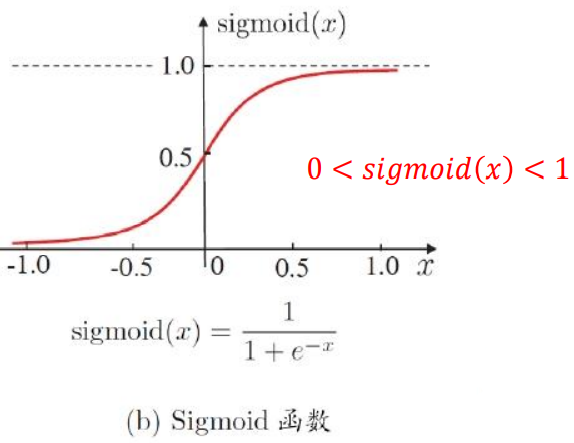 sigmoid(x)
1.0
0.5
0 < sigmoid(x) < 1
-1.0 -0.5 0 0.5 1.0 x
sigmoid(x) = \frac{1}{1 + e^{-x}}
(b) Sigmoid 函数